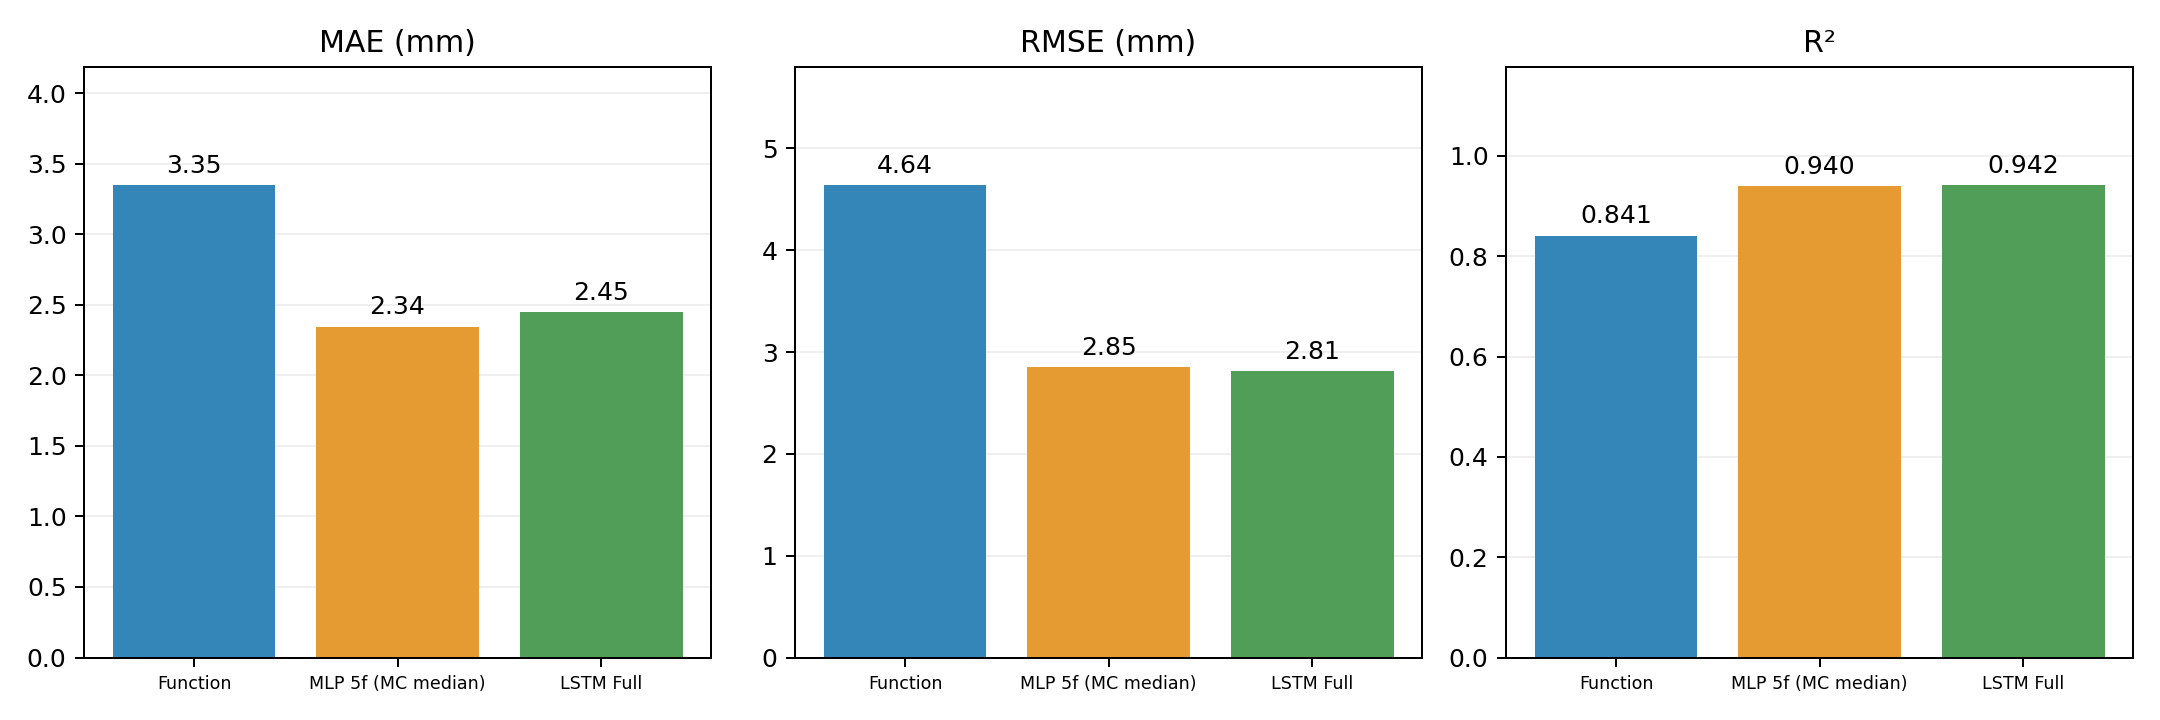 MAE (mm)
4.0
3.5
3.0
2.5
2.0
1.5
1.0
0.5
0.0
3.35
2.34
2.45
Function
MLP 5f (MC median)
LSTM Full
RMSE (mm)
5
4
3
2
1
0
4.64
2.85
2.81
Function
MLP 5f (MC median)
LSTM Full
R²
1.0
0.8
0.6
0.4
0.2
0.0
0.841
0.940
0.942
Function
MLP 5f (MC median)
LSTM Full